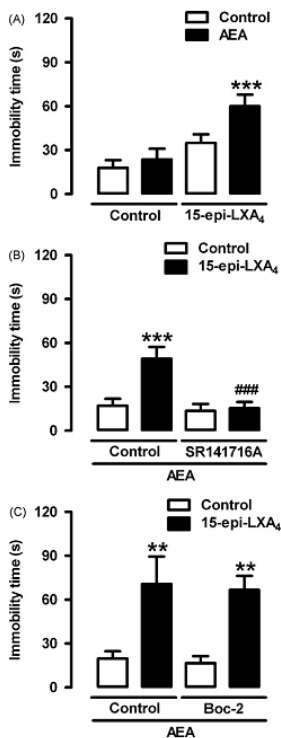 (A)
Control
AEA
Immobility time (s)
120
90
60
30
0
***
Control 15-epi-LXA₄
(B)
Control
15-epi-LXA₄
Immobility time (s)
120
90
60
30
0
***
###
Control SR141716A
AEA
(C)
Control
15-epi-LXA₄
Immobility time (s)
120
90
60
30
0
**
**
Control Boc-2
AEA